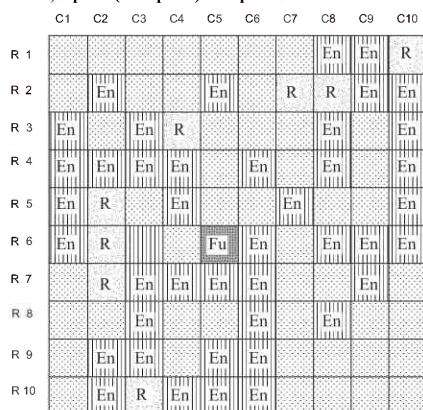 C1 C2 C3 C4 C5 C6 C7 C8 C9 C10
R 1 En En R
R 2 En En R R En En
R 3 En En R En En
R 4 En En En En En En En
R 5 En R En En En
R 6 En R Fu En En En En
R 7 R En En En En En
R 8 En En En
R 9 En En En En
R 10 En R En En En